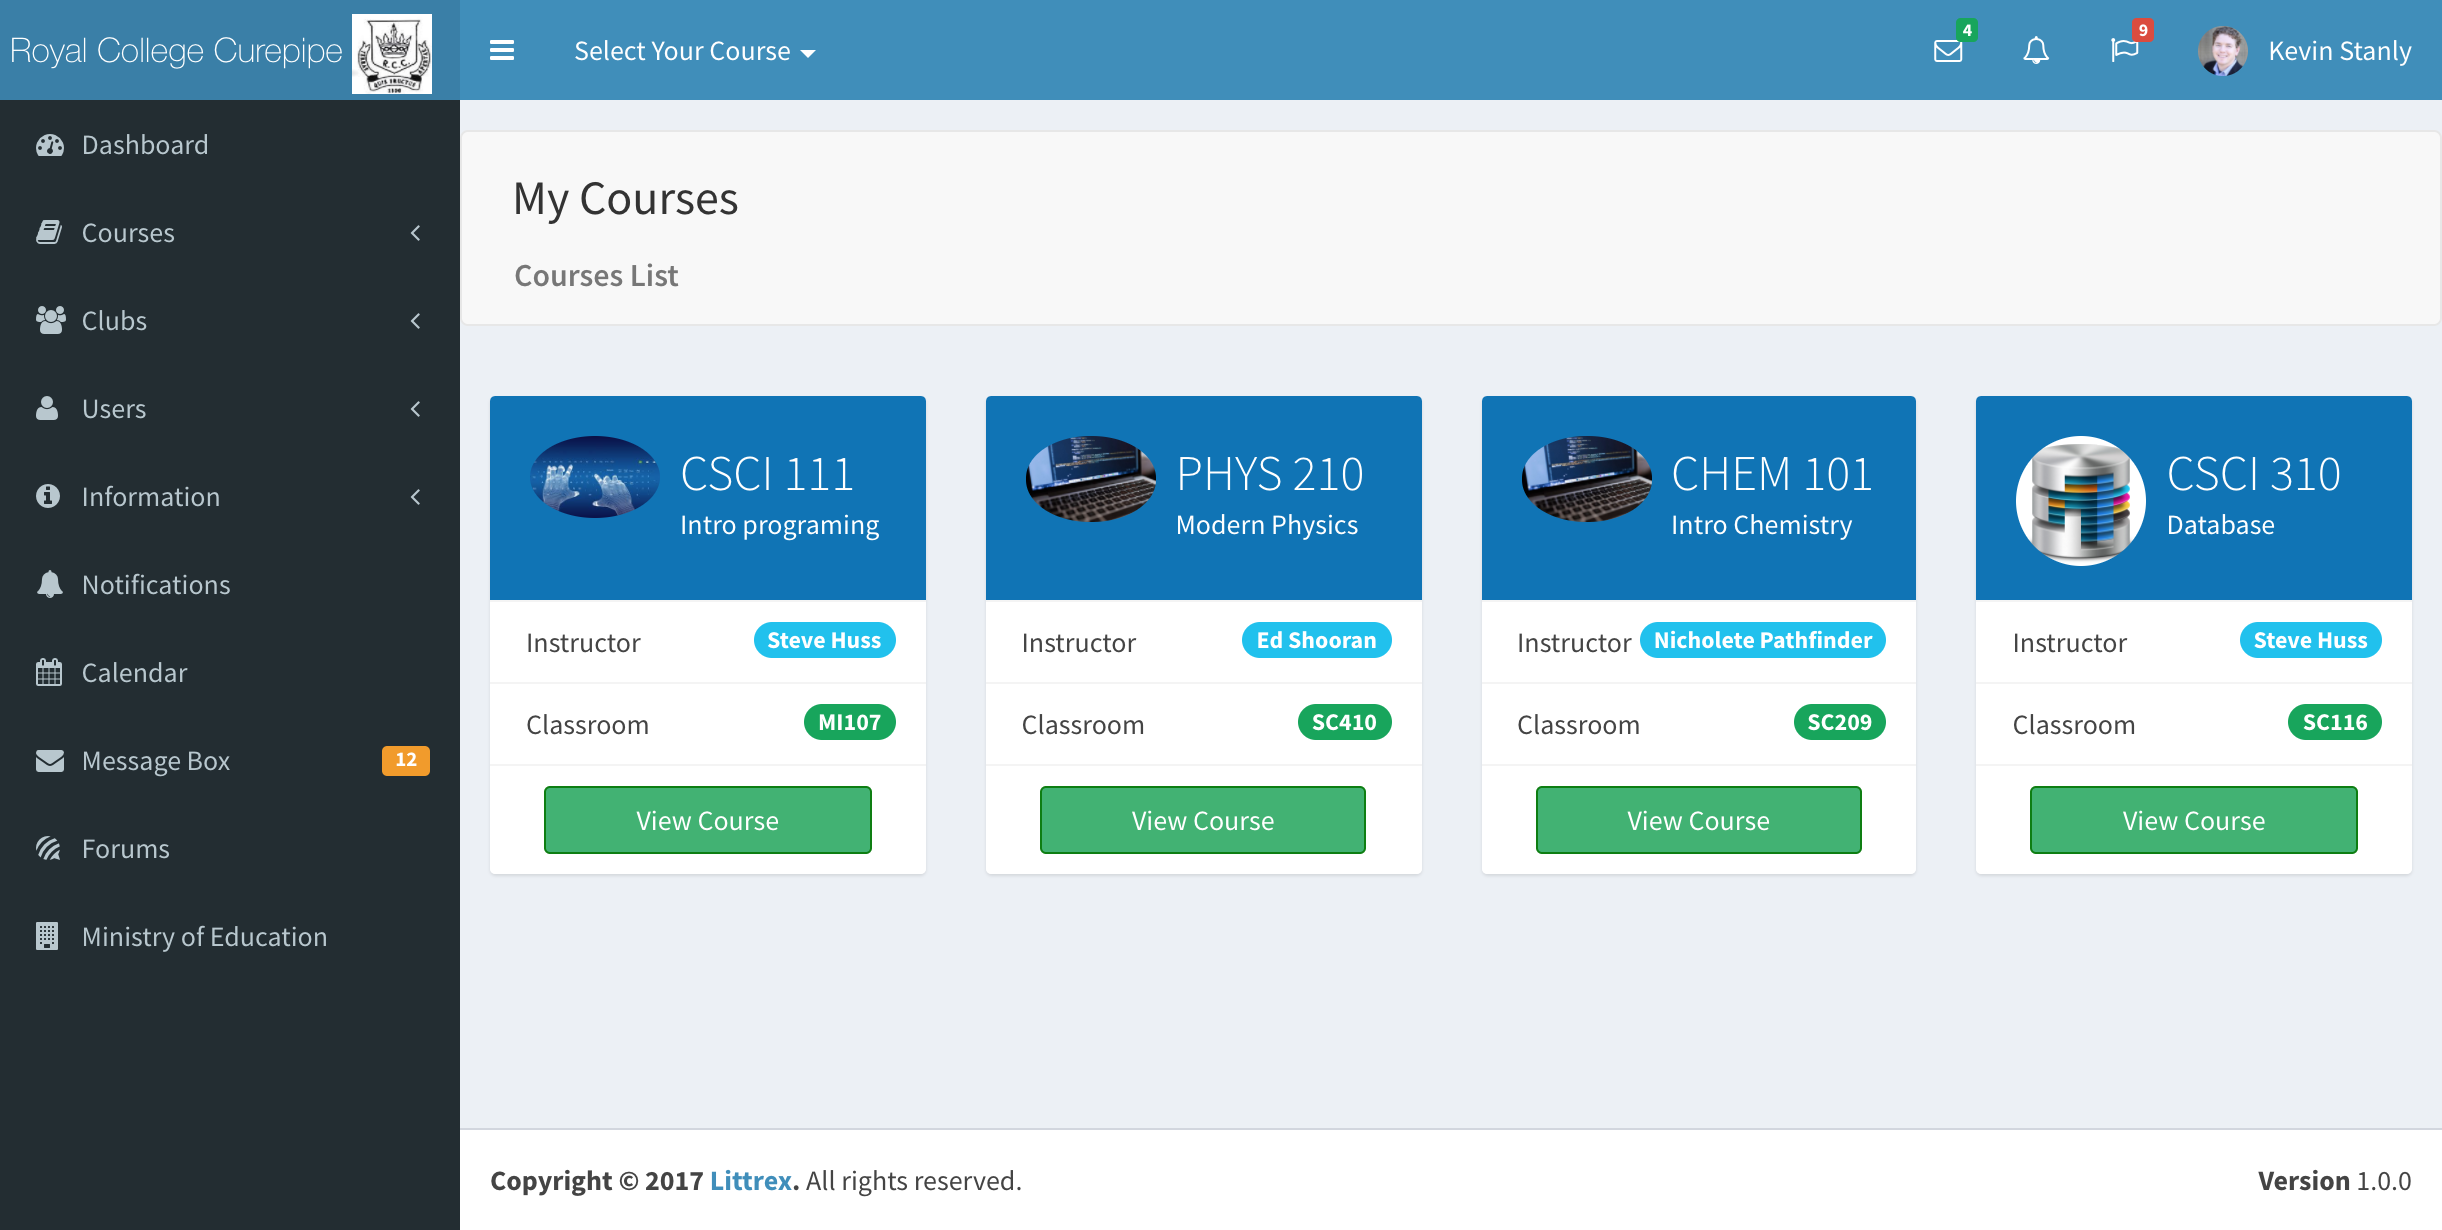 Royal College Curepipe
R.C.C.
Select Your Course
4
9
Kevin Stanly
Dashboard
Courses
Clubs
Users
Information
Notifications
Calendar
Message Box 12
Forums
Ministry of Education
My Courses
Courses List
CSCI 111
Intro programing
Instructor Steve Huss
Classroom MI107
View Course
PHYS 210
Modern Physics
Instructor Ed Shooran
Classroom SC410
View Course
CHEM 101
Intro Chemistry
Instructor Nicholete Pathfinder
Classroom SC209
View Course
CSCI 310
Database
Instructor Steve Huss
Classroom SC116
View Course
Copyright © 2017 Littrex. All rights reserved.
Version 1.0.0